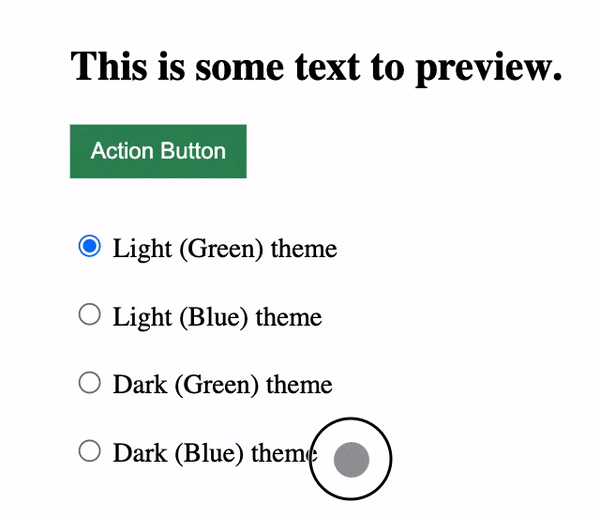 This is some text to preview.
Action Button
Light (Green) theme
Light (Blue) theme
Dark (Green) theme
Dark (Blue) theme